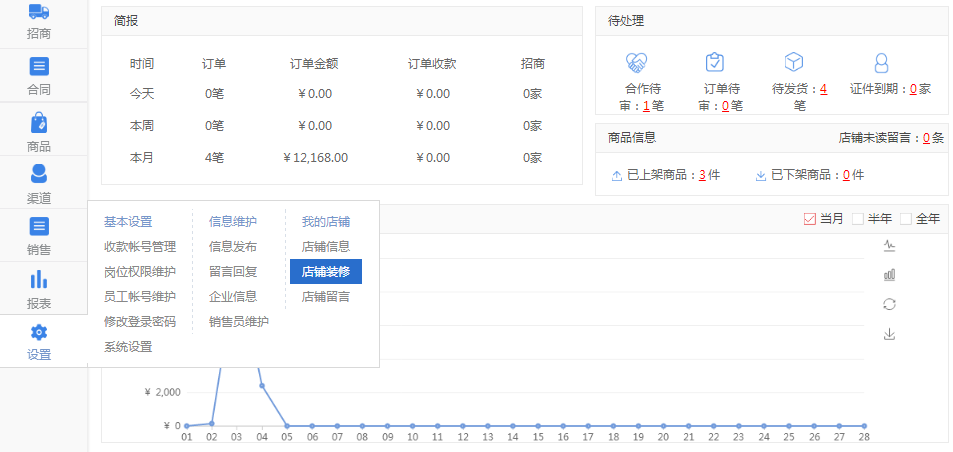 招商
合同
商品
渠道
销售
报表
设置
简报
时间 订单 订单金额 订单收款 招商
今天 0笔 ￥0.00 ￥0.00 0家
本周 0笔 ￥0.00 ￥0.00 0家
本月 4笔 ￥12,168.00 ￥0.00 0家
待处理
合作待
审：1 笔
订单待
审：0 笔
待发货：4
笔
证件到期：0 家
商品信息 店铺未读留言：0 条
已上架商品：3 件 已下架商品：0 件
基本设置
收款帐号管理
岗位权限维护
员工帐号维护
修改登录密码
系统设置
信息维护
信息发布
留言回复
企业信息
销售员维护
我的店铺
店铺信息
店铺装修
店铺留言
当月 半年 全年
￥ 2,000
￥ 0
01 02 03 04 05 06 07 08 09 10 11 12 13 14 15 16 17 18 19 20 21 22 23 24 25 26 27 28